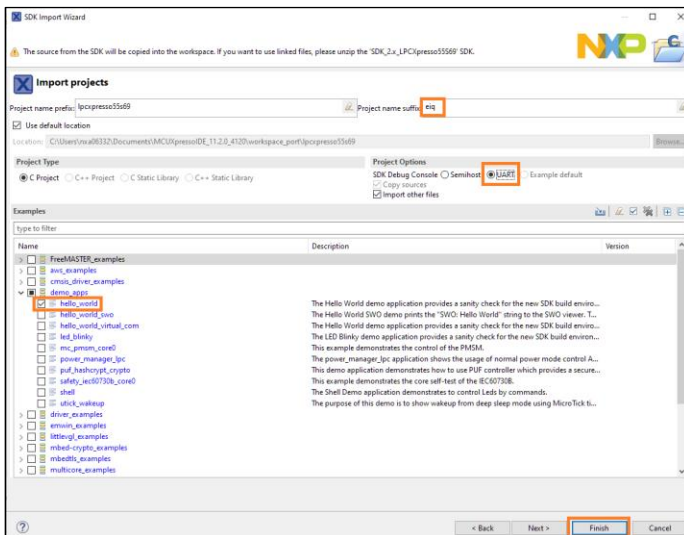 SDK Import Wizard
The source from the SDK will be copied into the workspace. If you want to use linked files, please unzip the 'SDK_2.x_LPCXpresso55S69' SDK.
NXP
Import projects
Project name prefix: lpcxpresso55s69 Project name suffix: eiq
Use default location
Location: C:\Users\nxa06332\Documents\MCUXpressoIDE_11.2.0_4120\workspace_port\lpcxpresso55s69 Browse...
Project Type Project Options
C Project C++ Project C Static Library C++ Static Library SDK Debug Console Semihost UART Example default
Copy sources
Import other files
Examples
type to filter
Name Description Version
FreeMASTER_examples
aws_examples
cmsis_driver_examples
demo_apps
hello_world The Hello World demo application provides a sanity check for the new SDK build enviro...
hello_world_swo The Hello World SWO demo prints the "SWO: Hello World" string to the SWO viewer. T...
hello_world_virtual_com The Hello World demo application provides a sanity check for the new SDK build enviro...
led_blinky The LED Blinky demo application provides a sanity check for the new SDK build environ...
mc_pmsm_core0 This example demonstrates the control of the PMSM.
power_manager_lpc The power_manager_lpc application shows the usage of normal power mode control A...
puf_hashcrypt_crypto This demo application demonstrates how to use PUF controller which provides a secure...
safety_iec60730b_core0 This example demonstrates the core self-test of the IEC60730B.
shell The Shell Demo application demonstrates to control Leds by commands.
utick_wakeup The purpose of this demo is to show wakeup from deep sleep mode using MicroTick ti...
driver_examples
emwin_examples
littlevgl_examples
mbed-crypto_examples
mbedtls_examples
multicore_examples
< Back Next > Finish Cancel